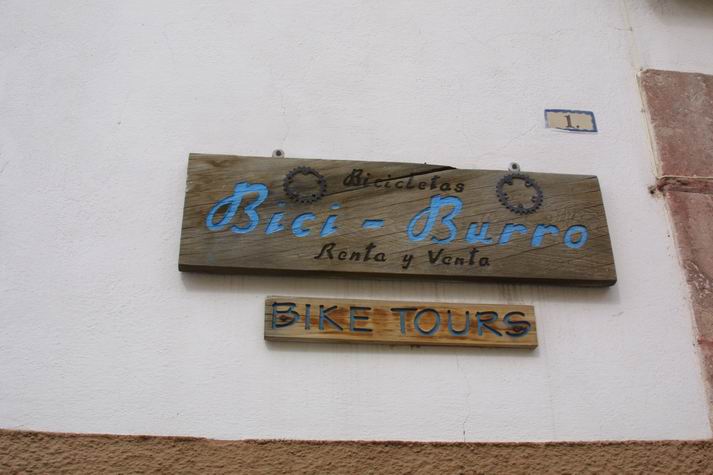 1.
Bicicletas
Bici - Burro
Renta y Venta
BIKE TOURS